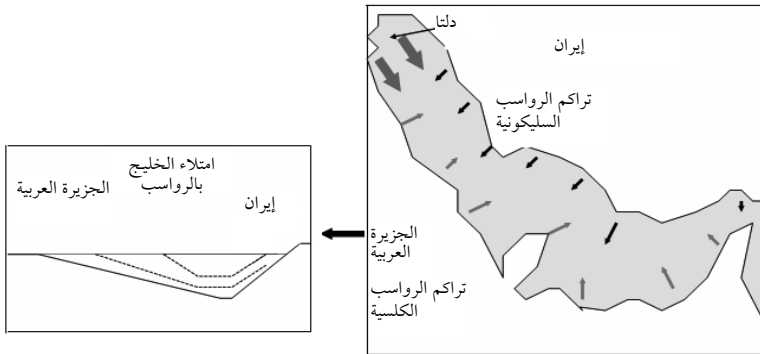 دلتا
إيران
تراكم الرواسب
السليكونية
الجزيرة
العربية
تراكم الرواسب
الكلسية
امتلاء الخليج
بالرواسب
الجزيرة العربية
إيران